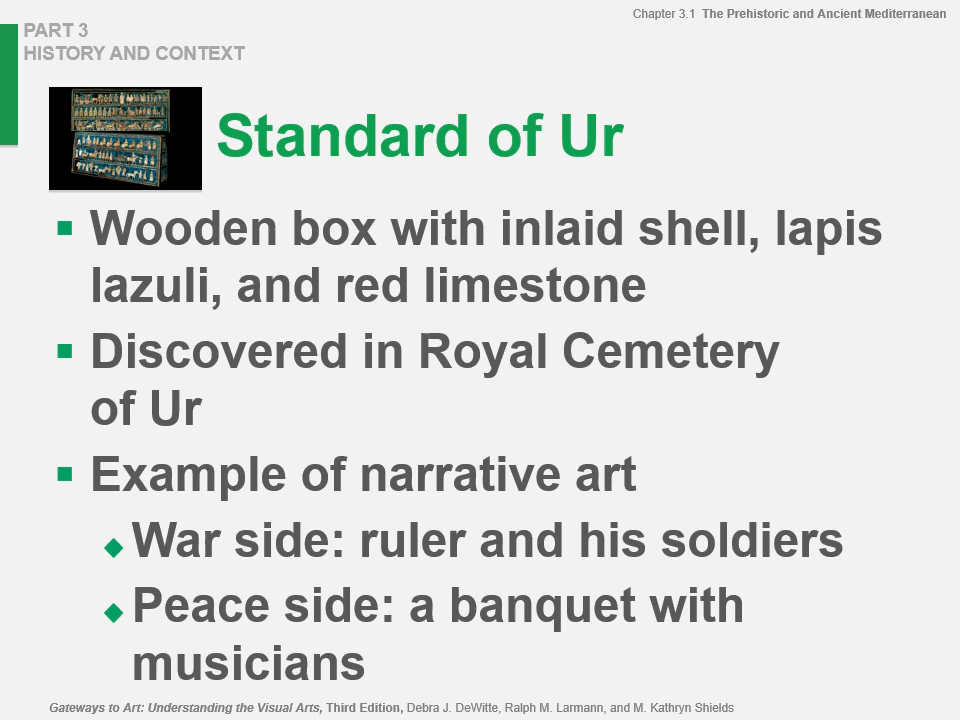 Chapter 3.1 The Prehistoric and Ancient Mediterranean
PART 3
HISTORY AND CONTEXT
Standard of Ur
Wooden box with inlaid shell, lapis
lazuli, and red limestone
Discovered in Royal Cemetery
of Ur
Example of narrative art
War side: ruler and his soldiers
Peace side: a banquet with
musicians
Gateways to Art: Understanding the Visual Arts, Third Edition, Debra J. DeWitte, Ralph M. Larmann, and M. Kathryn Shields